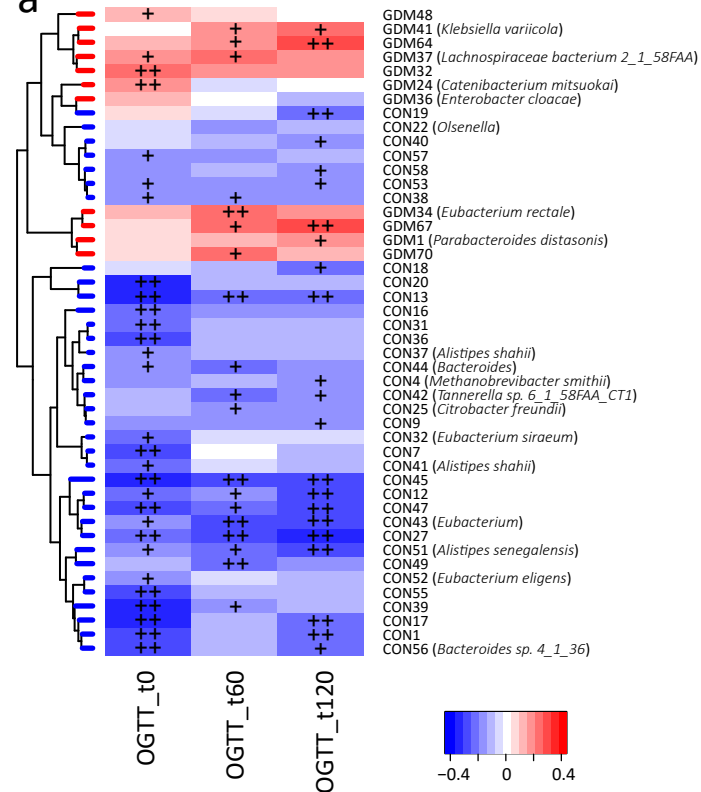 a
+ GDM48
+ + GDM41 (Klebsiella variicola)
+ ++ GDM64
+ + GDM37 (Lachnospiraceae bacterium 2_1_58FAA)
++ GDM32
++ GDM24 (Catenibacterium mitsuokai)
GDM36 (Enterobacter cloacae)
++ CON19
CON22 (Olsenella)
+ CON40
+ CON57
+ CON58
+ + CON53
+ + CON38
++ GDM34 (Eubacterium rectale)
+ ++ GDM67
+ GDM1 (Parabacteroides distasonis)
+ GDM70
+ CON18
++ CON20
++ ++ ++ CON13
++ CON16
++ CON31
++ CON36
+ CON37 (Alistipes shahii)
+ + CON44 (Bacteroides)
+ CON4 (Methanobrevibacter smithii)
+ + CON42 (Tannerella sp. 6_1_58FAA_CT1)
+ CON25 (Citrobacter freundii)
+ CON9
+ CON32 (Eubacterium siraeum)
++ CON7
+ CON41 (Alistipes shahii)
++ ++ ++ CON45
+ + ++ CON12
++ + ++ CON47
+ ++ ++ CON43 (Eubacterium)
++ ++ ++ CON27
+ + ++ CON51 (Alistipes senegalensis)
++ CON49
+ CON52 (Eubacterium eligens)
++ CON55
++ + CON39
++ ++ CON17
++ ++ CON1
++ + CON56 (Bacteroides sp. 4_1_36)
OGTT_t0
OGTT_t60
OGTT_t120
−0.4 0 0.4